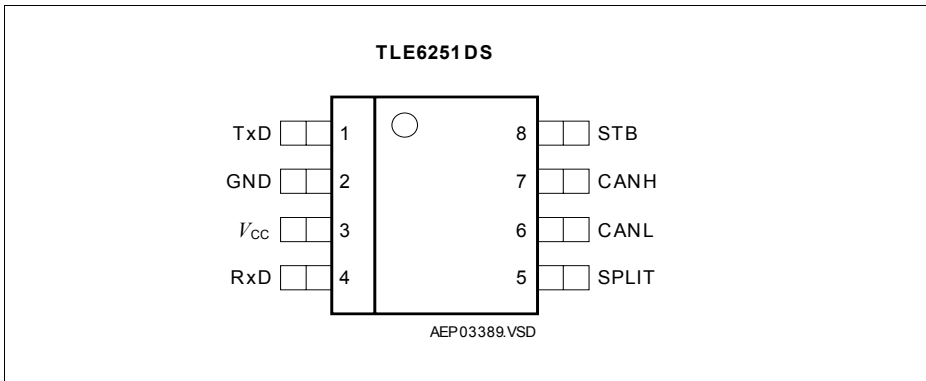 TLE6251DS
TxD 1 8 STB
GND 2 7 CANH
VCC 3 6 CANL
RxD 4 5 SPLIT
AEP03389.VSD